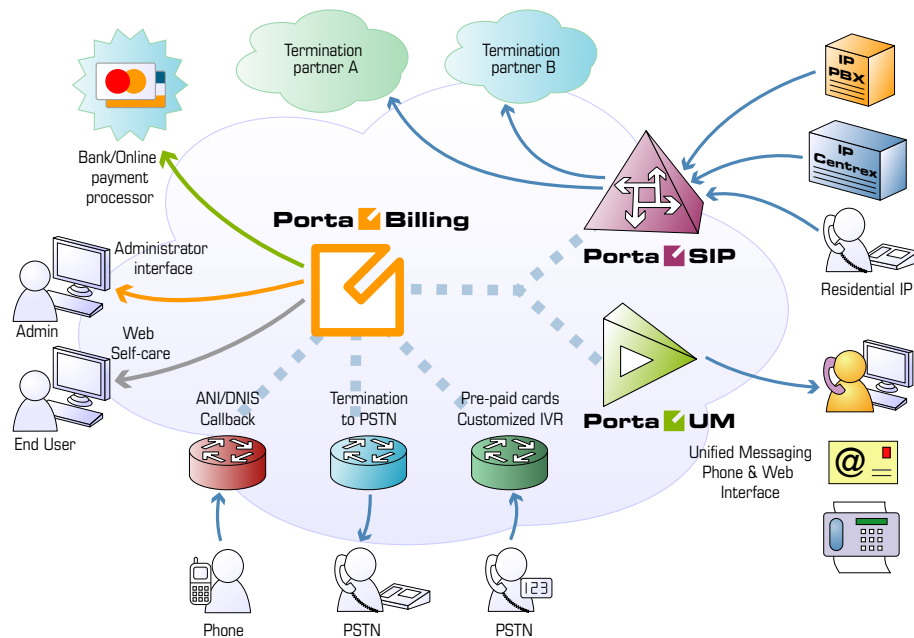 Termination
partner A
Termination
partner B
IP
PBX
Bank/Online
payment
processor
IP
Centrex
Porta Billing
Administrator
interface
Porta SIP
Residential IP
Admin
Web
Self-care
ANI/DNIS
Callback
Termination
to PSTN
Pre-paid cards
Customized IVR
Porta UM
End User
Unified Messaging
Phone & Web
Interface
@
123
Phone
PSTN
PSTN